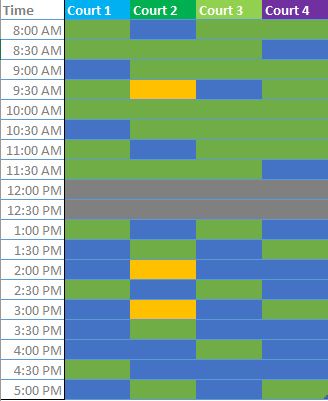 Time Court 1 Court 2 Court 3 Court 4
8:00 AM
8:30 AM
9:00 AM
9:30 AM
10:00 AM
10:30 AM
11:00 AM
11:30 AM
12:00 PM
12:30 PM
1:00 PM
1:30 PM
2:00 PM
2:30 PM
3:00 PM
3:30 PM
4:00 PM
4:30 PM
5:00 PM